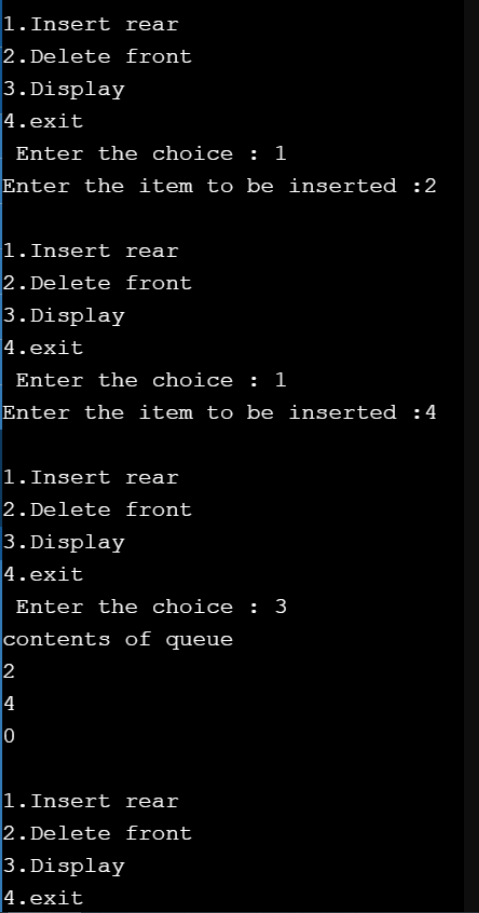 1.Insert rear
2.Delete front
3.Display
4.exit
 Enter the choice : 1
Enter the item to be inserted :2

1.Insert rear
2.Delete front
3.Display
4.exit
 Enter the choice : 1
Enter the item to be inserted :4

1.Insert rear
2.Delete front
3.Display
4.exit
 Enter the choice : 3
contents of queue
2
4
0

1.Insert rear
2.Delete front
3.Display
4.exit